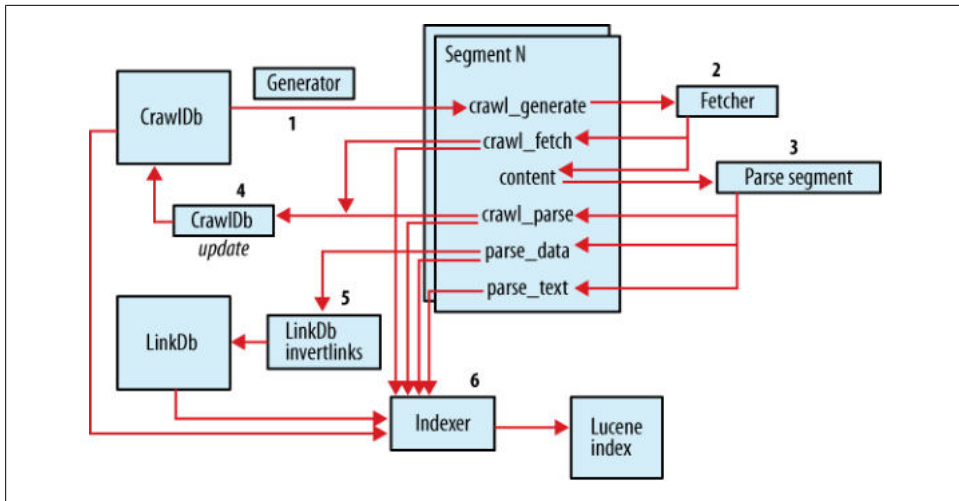 Segment N
Generator
CrawlDb
1
crawl_generate
2
Fetcher
crawl_fetch
content
3
Parse segment
4
CrawlDb
update
crawl_parse
parse_data
parse_text
LinkDb
5
LinkDb
invertlinks
6
Indexer
Lucene
index